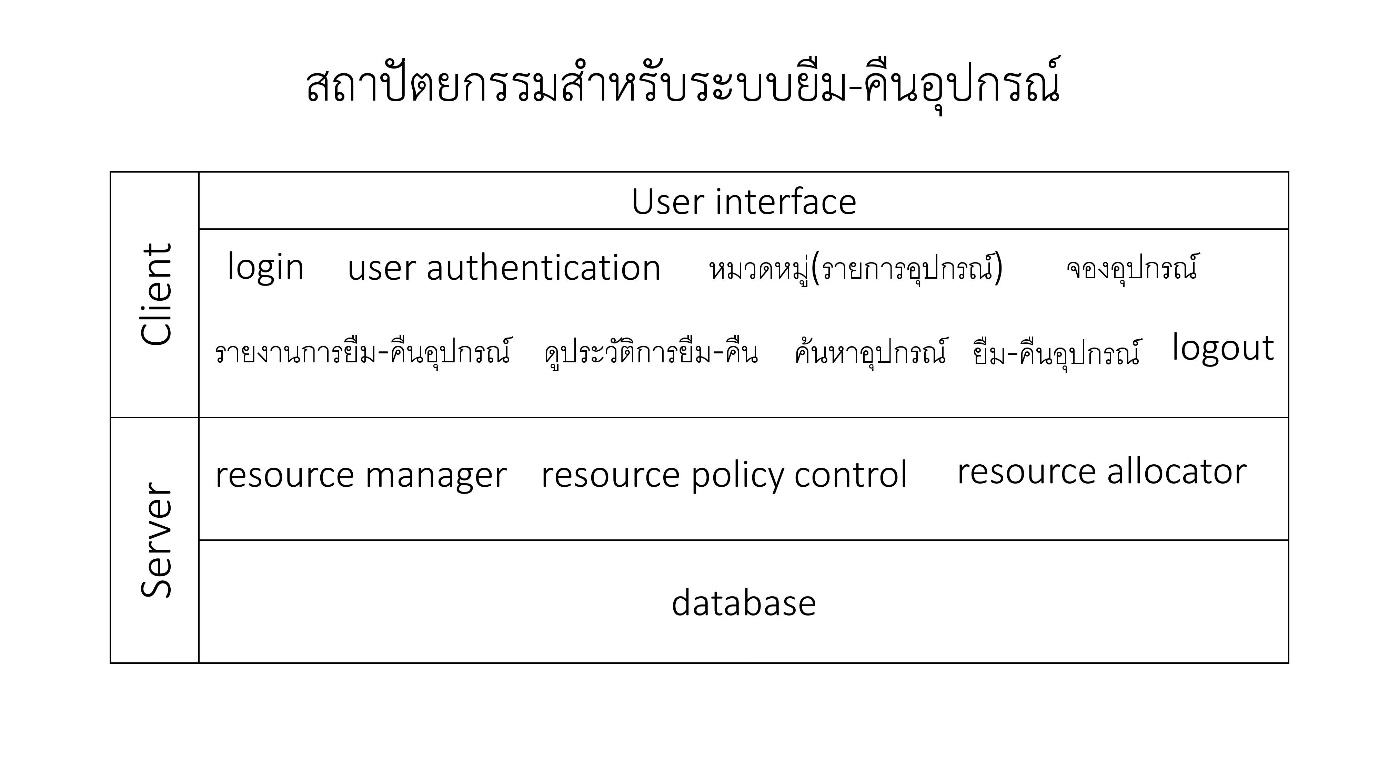 สถาปัตยกรรมสำหรับระบบยืม-คืนอุปกรณ์
Client
User interface
login user authentication หมวดหมู่(รายการอุปกรณ์) จองอุปกรณ์
รายงานการยืม-คืนอุปกรณ์ ดูประวัติการยืม-คืน ค้นหาอุปกรณ์ ยืม-คืนอุปกรณ์ logout
Server
resource manager resource policy control resource allocator
database